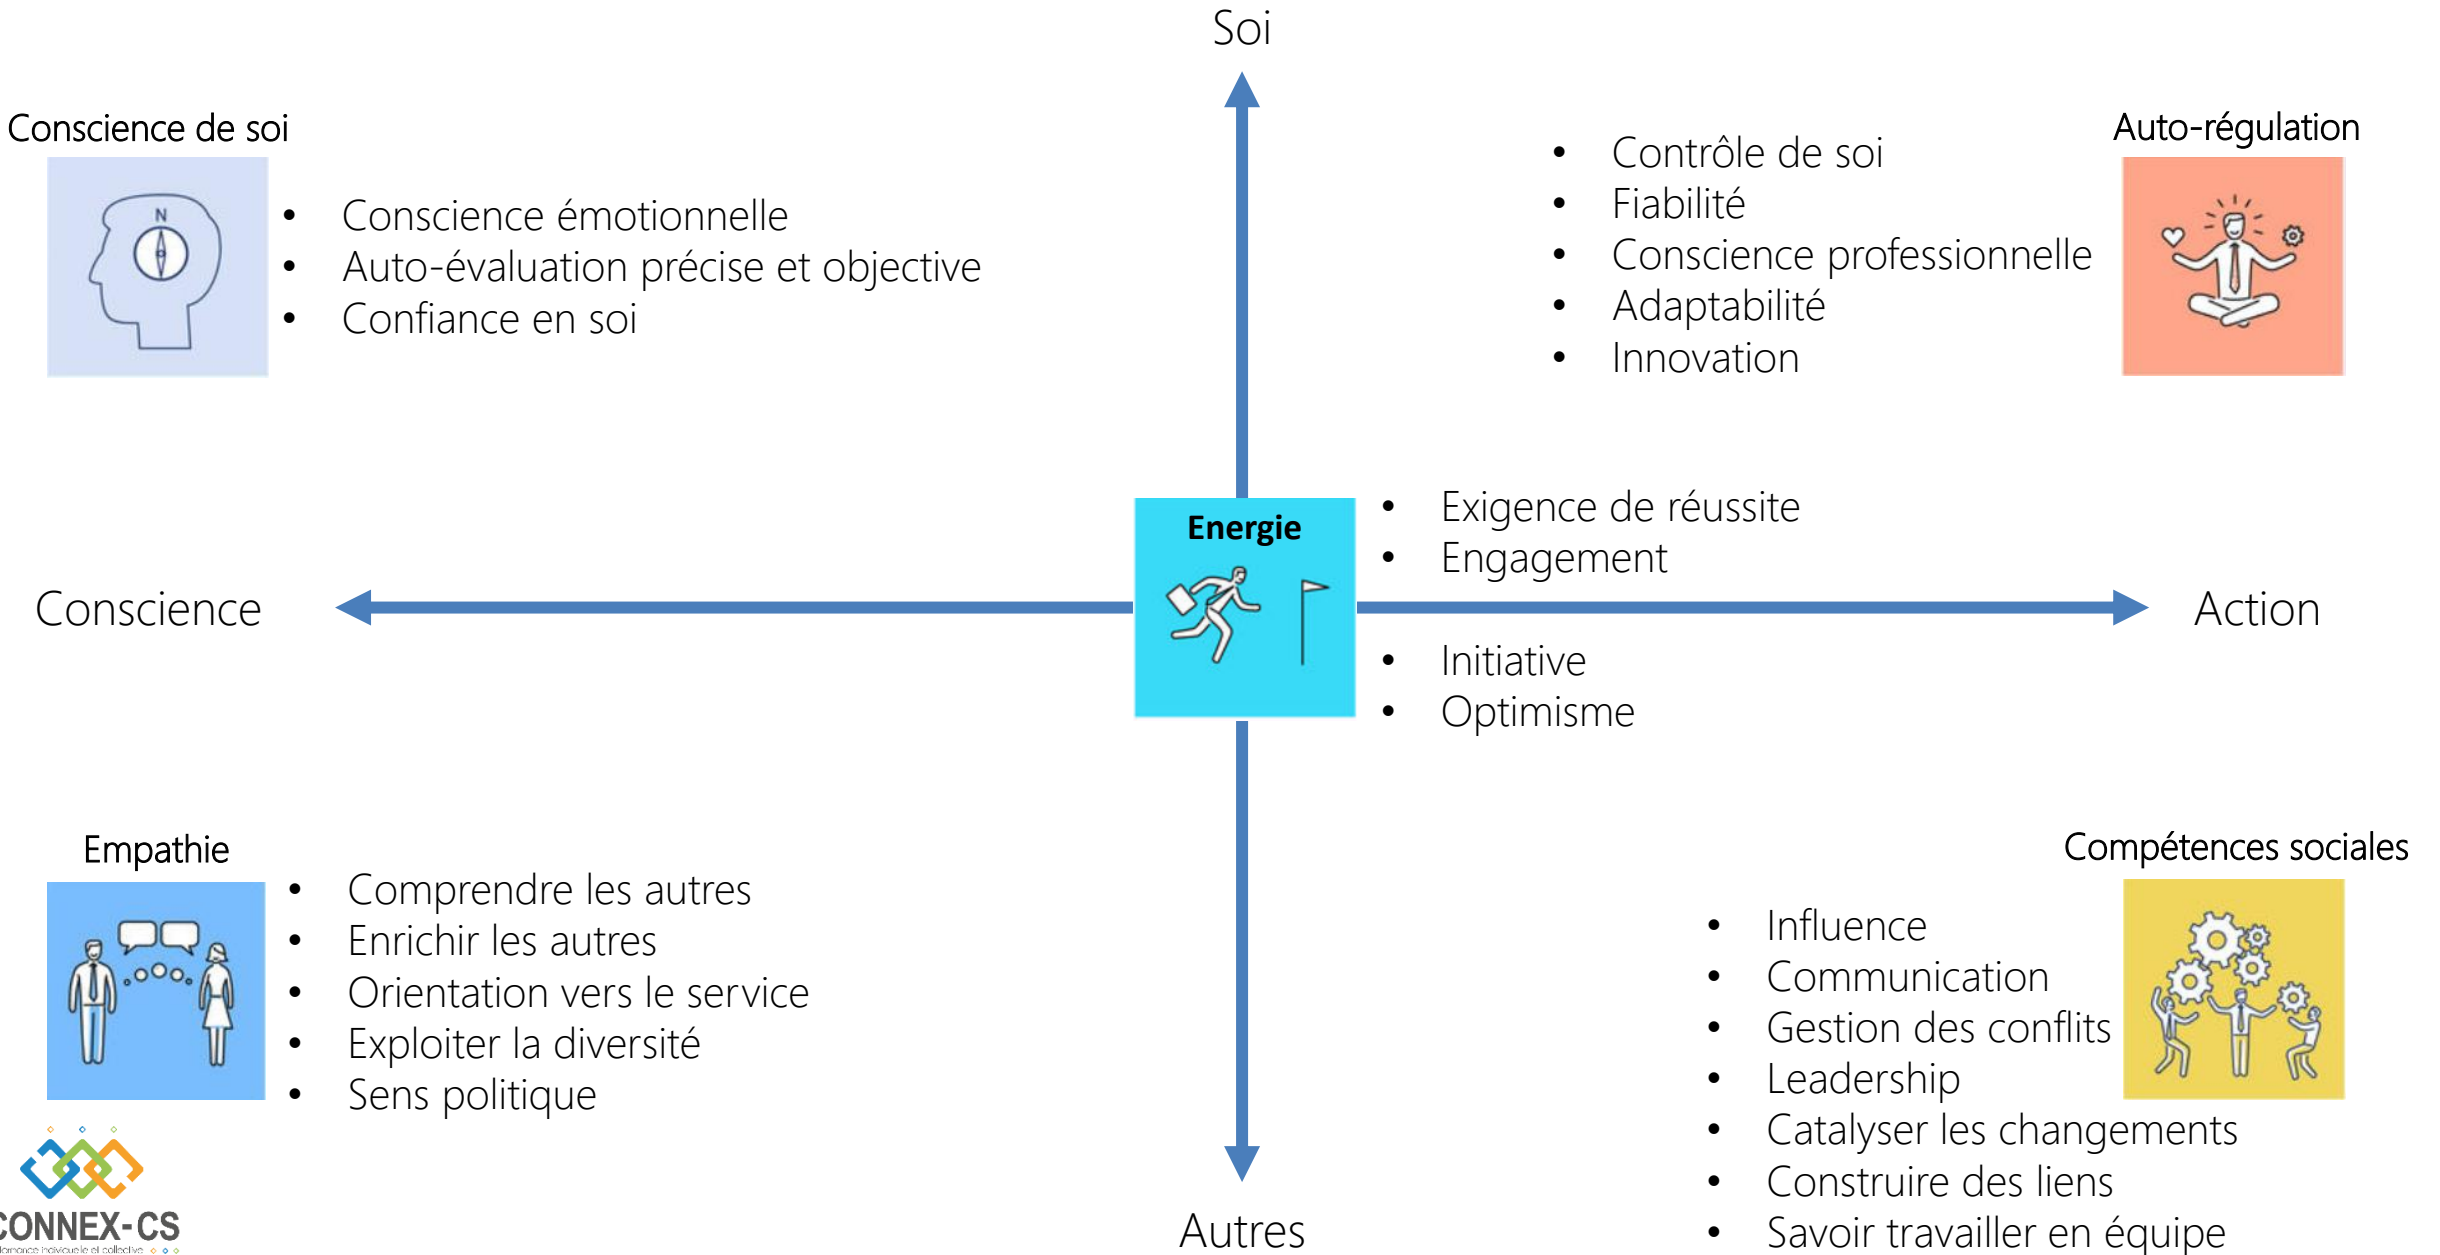 Soi
Conscience de soi
N
• Conscience émotionnelle
• Auto-évaluation précise et objective
• Confiance en soi
Auto-régulation
• Contrôle de soi
• Fiabilité
• Conscience professionnelle
• Adaptabilité
• Innovation
Energie
• Exigence de réussite
• Engagement
Conscience
Action
• Initiative
• Optimisme
Empathie
• Comprendre les autres
• Enrichir les autres
• Orientation vers le service
• Exploiter la diversité
• Sens politique
Compétences sociales
• Influence
• Communication
• Gestion des conflits
• Leadership
• Catalyser les changements
• Construire des liens
• Savoir travailler en équipe
Autres
CONNEX-CS
individuelle et collective